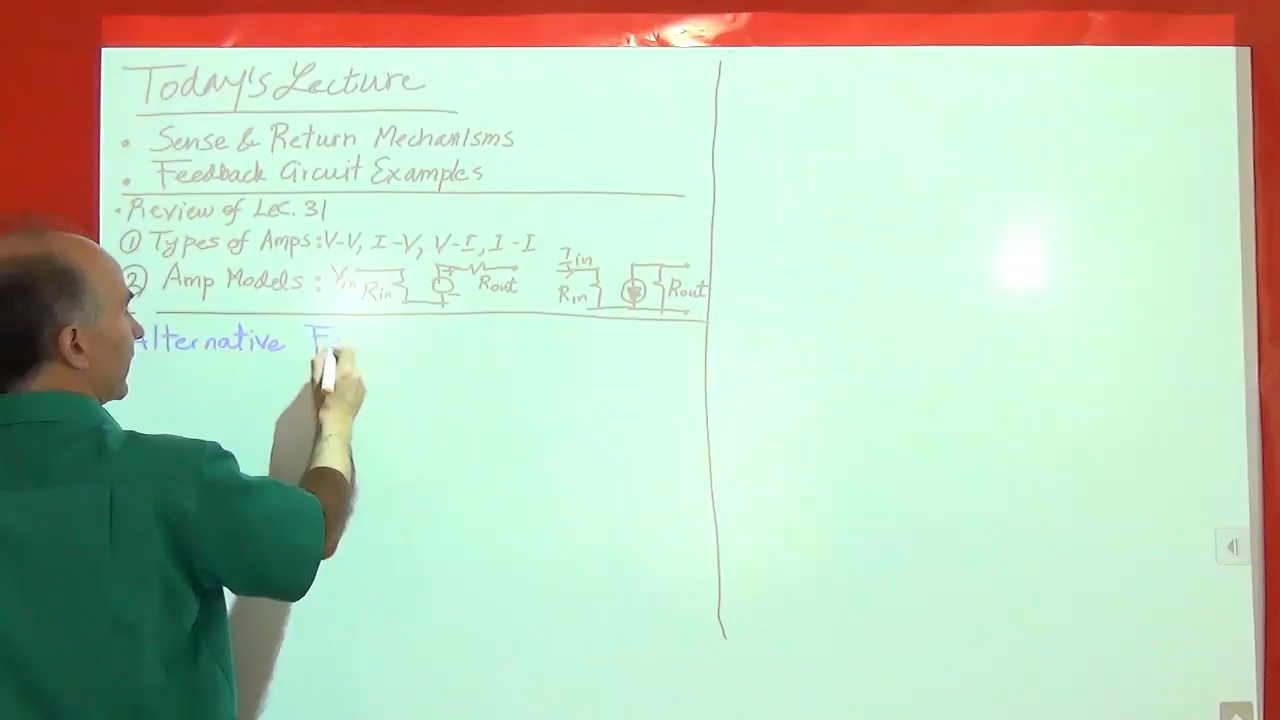 Today's Lecture
• Sense & Return Mechanisms
• Feedback Circuit Examples
• Review of Lec. 31
① Types of Amps: V-V, I-V, V-I, I-I
② Amp Models: Vin Rin Rout Iin Rin Rout
Alternative